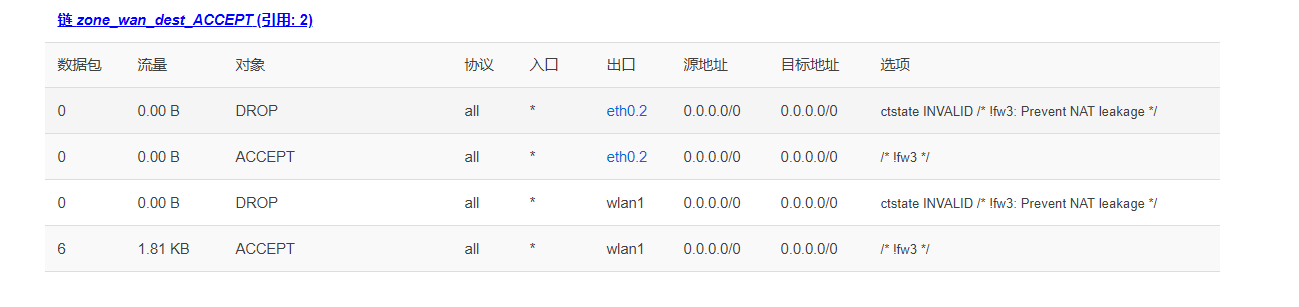 链 zone_wan_dest_ACCEPT (引用: 2)
数据包 流量 对象 协议 入口 出口 源地址 目标地址 选项
0 0.00 B DROP all * eth0.2 0.0.0.0/0 0.0.0.0/0 ctstate INVALID /* !fw3: Prevent NAT leakage */
0 0.00 B ACCEPT all * eth0.2 0.0.0.0/0 0.0.0.0/0 /* !fw3 */
0 0.00 B DROP all * wlan1 0.0.0.0/0 0.0.0.0/0 ctstate INVALID /* !fw3: Prevent NAT leakage */
6 1.81 KB ACCEPT all * wlan1 0.0.0.0/0 0.0.0.0/0 /* !fw3 */